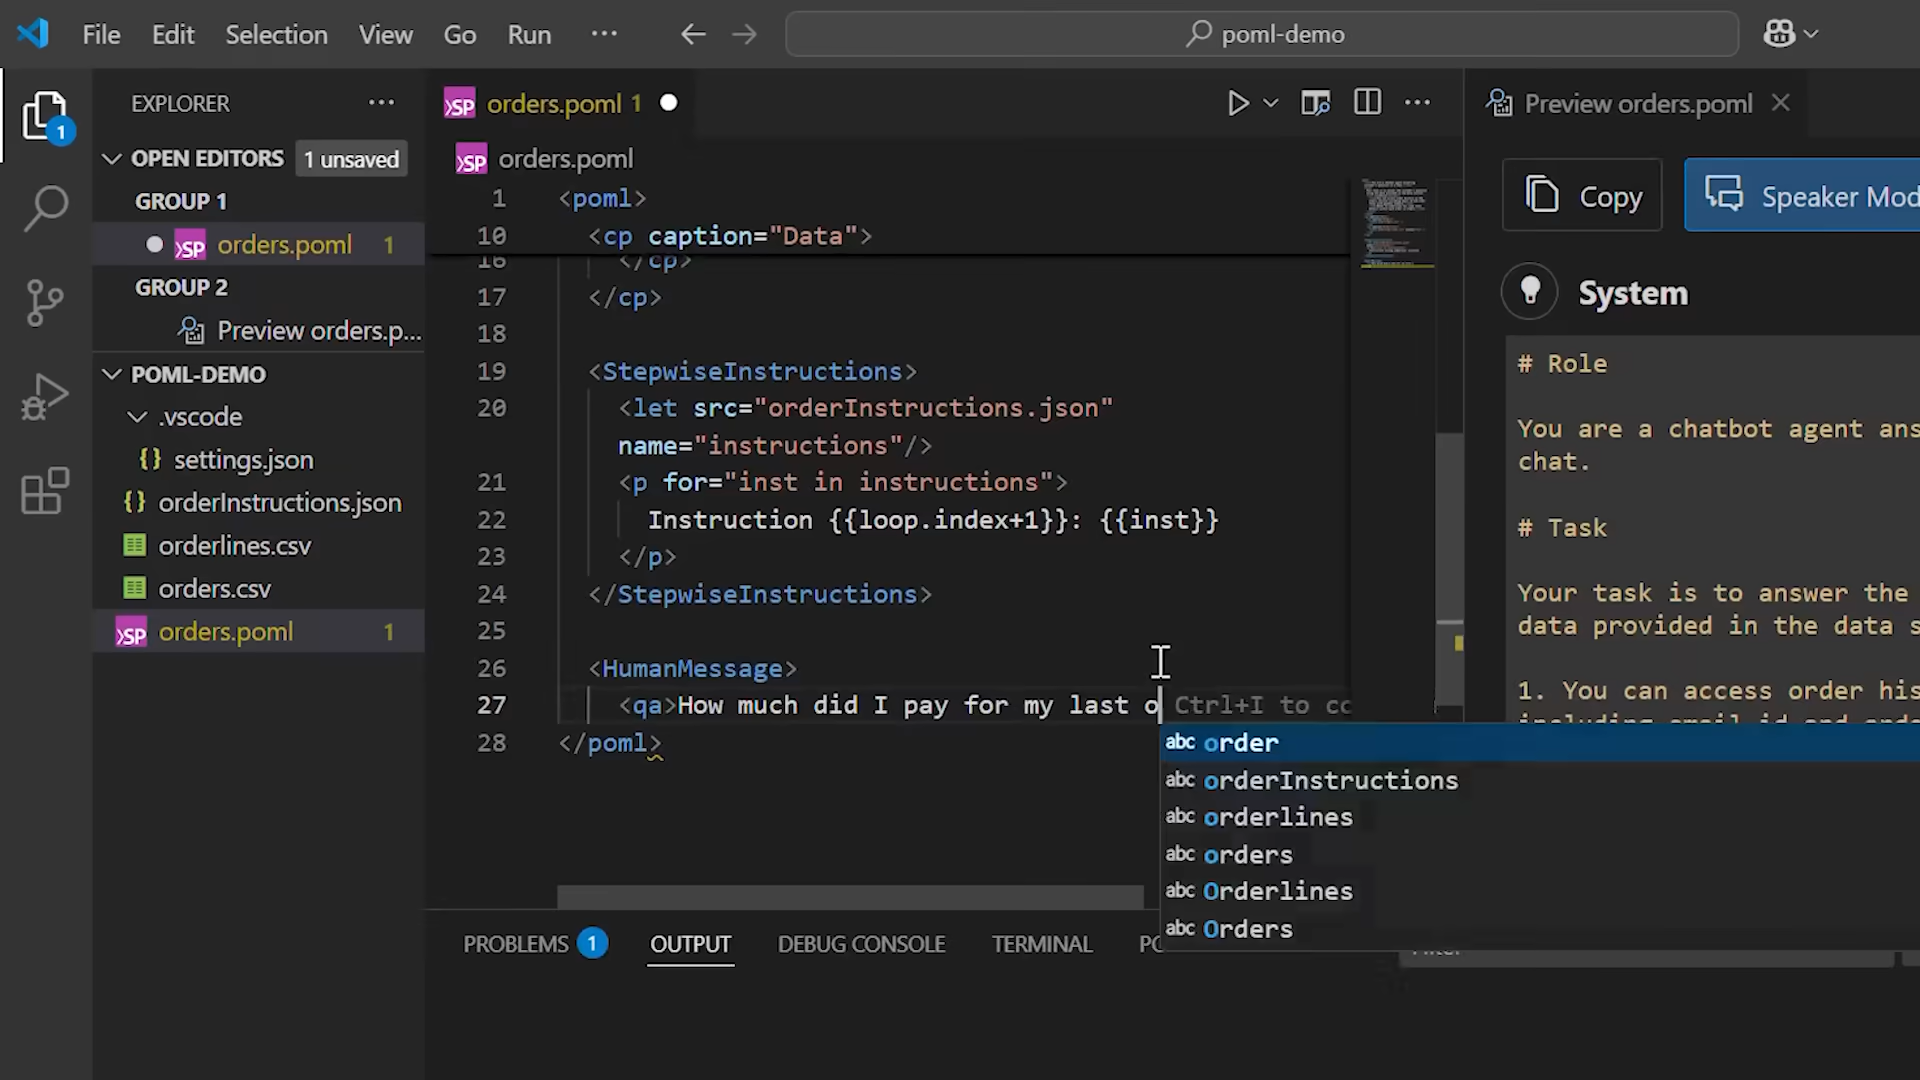 File Edit Selection View Go Run ···
poml-demo
EXPLORER ···
OPEN EDITORS 1 unsaved
GROUP 1
orders.poml 1
GROUP 2
Preview orders.p...
POML-DEMO
.vscode
{} settings.json
{} orderInstructions.json
orderlines.csv
orders.csv
orders.poml 1
1
orders.poml 1
orders.poml
1 <poml>
10 <cp caption="Data">
16 </cp>
17 </cp>
18
19 <StepwiseInstructions>
20 <let src="orderInstructions.json"
name="instructions"/>
21 <p for="inst in instructions">
22 Instruction {{loop.index+1}}: {{inst}}
23 </p>
24 </StepwiseInstructions>
25
26 <HumanMessage>
27 <qa>How much did I pay for my last o Ctrl+I to cc
28 </poml>
abc order
abc orderInstructions
abc orderlines
abc orders
abc Orderlines
abc Orders
PROBLEMS 1 OUTPUT DEBUG CONSOLE TERMINAL
Preview orders.poml
Copy
Speaker Mod
System
# Role
You are a chatbot agent ans
chat.
# Task
Your task is to answer the
data provided in the data s
1. You can access order his